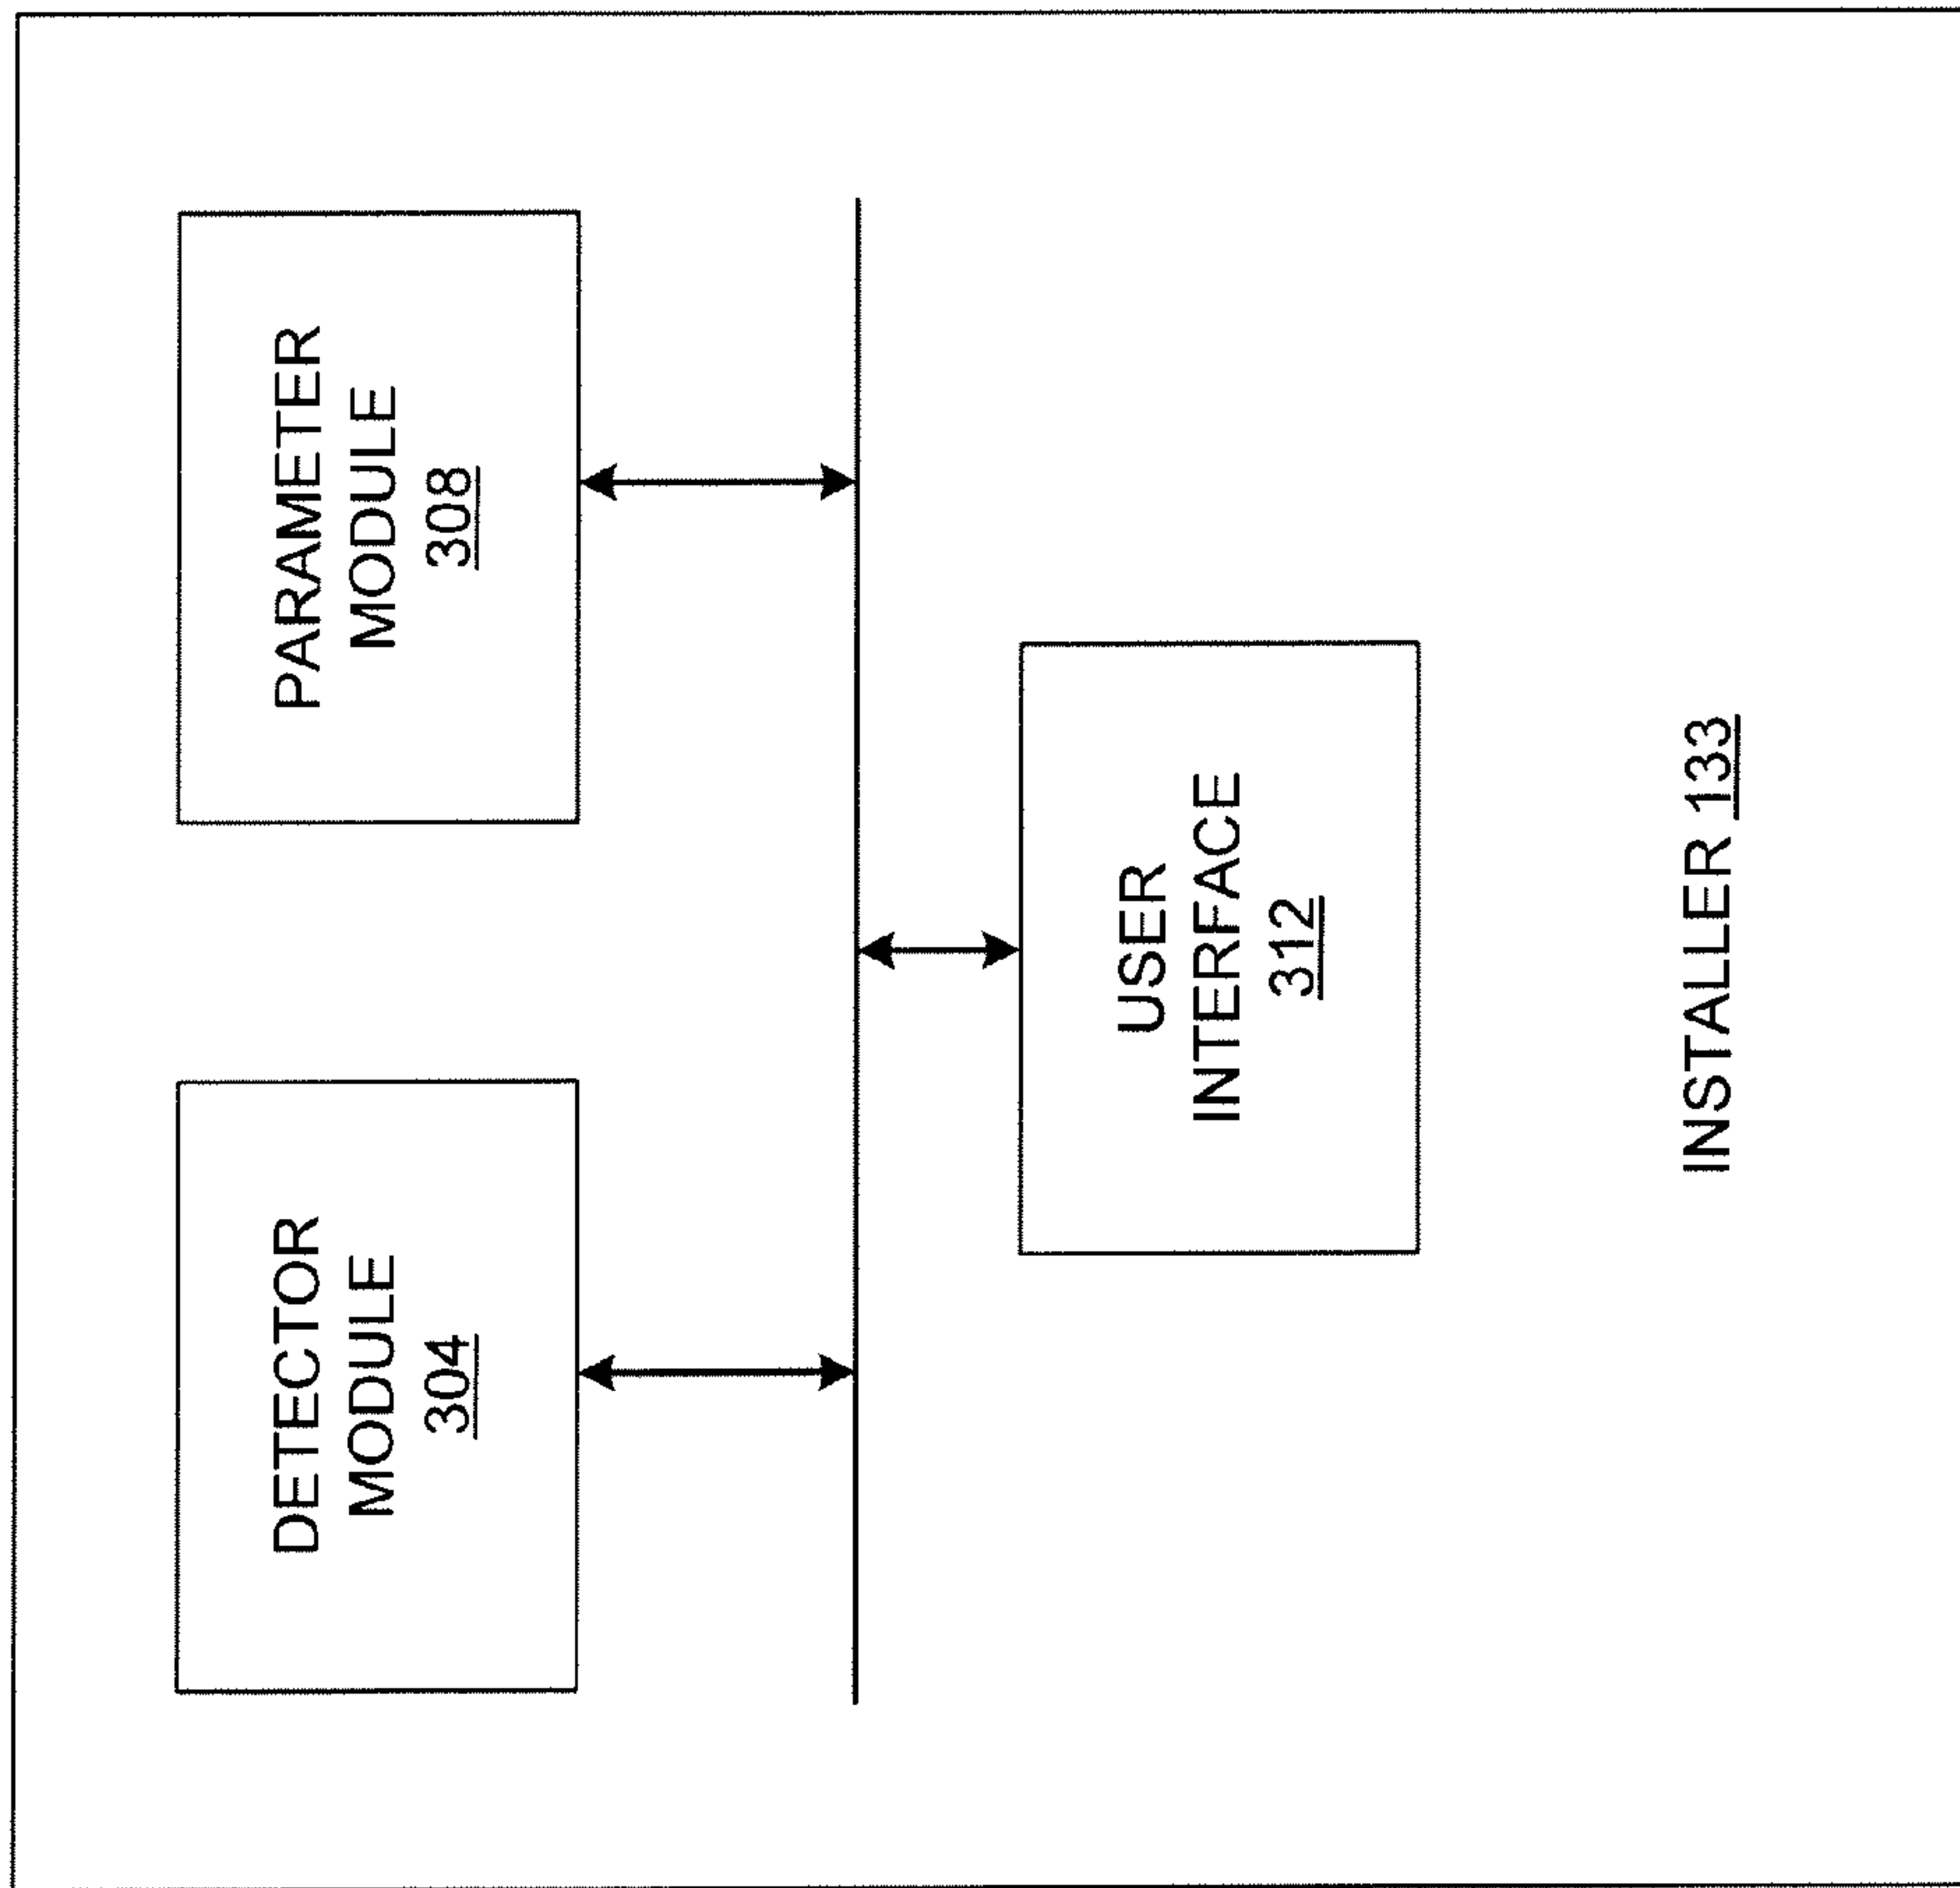 DETECTOR
MODULE
304
PARAMETER
MODULE
308
USER
INTERFACE
312
INSTALLER 133